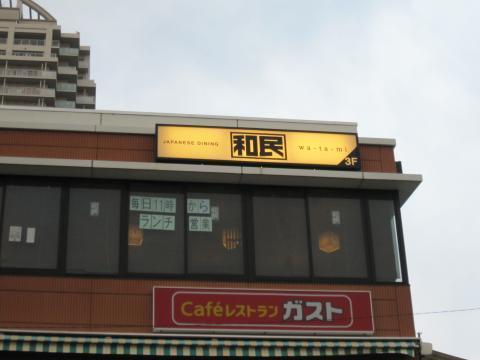 JAPANESE DINING 和民 wa-ta-mi
3F
毎日11時から
ランチ営業
Caféレストラン ガスト